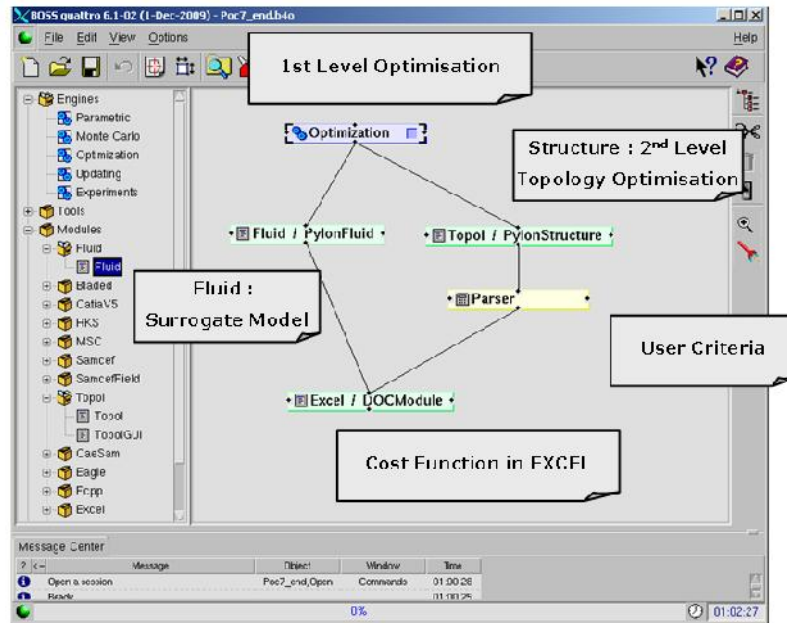 BOSS quattro 6.1-02 (1-Dec-2009) - Poc7_end.b4o
File Edit View Options Help
1st Level Optimisation
Engines
Parametric
Monte Carlo
Optimization
Updating
Experiments
Tools
Modules
Fluid
Fluid
Bladed
CatiaV5
HKS
MSC
Samcef
SamcefField
Topol
Topol
TopolGUI
CaeSam
Eagle
Fcpp
Excel
Optimization
Structure : 2nd Level
Topology Optimisation
Fluid / PylonFluid
Topol / PylonStructure
Fluid :
Surrogate Model
Parser
User Criteria
Excel / DOCModule
Cost Function in EXCEL
Message Center
? <- Message Object Window Time
Open a session Poc7_end,Open Commands 01:00:26
Ready 01:00:25
0% 01:02:27